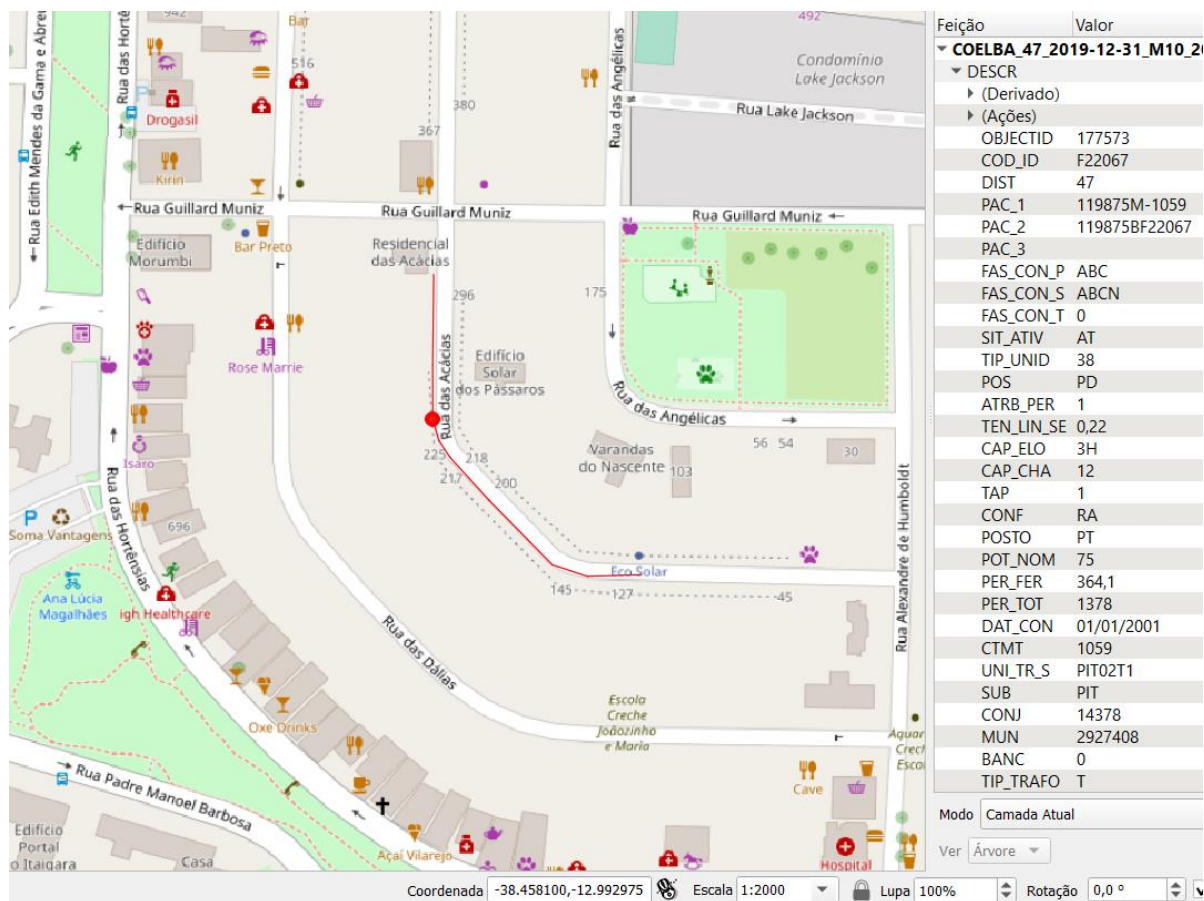 942
Bar
492
Rua das Horté
Rua Edith Mendes da Gama e Abreu
516
Condomínio
Lake Jackson
Rua das Angélicas
P
Drogasil
380
367
Rua Lake Jackson
Kirin
Rua Guillard Muniz
Rua Guillard Muniz
Rua Guillard Muniz
Edifício
Morumbi
Bar Preto
Residencial
das Acácias
296
175
Rose Marrie
Rua das Acácias
Edifício
Solar
dos Pássaros
Rua das Angélicas
Isaro
225
218
217
200
Varandas
do Nascente
103
56 54
30
P
Soma Vantagens
696
Rua das Hortênsias
Rua Alexandre de Humboldt
Ana Lúcia
Magalhães
igh Healthcare
Eco Solar
145
127
45
Rua das Dálias
Escola
Creche
Joãozinho
e Maria
Oxe Drinks
Aquar
Crech
Escol
Rua Padre Manoel Barbosa
Cave
Edifício
Portal
o Itaigara
Casa
Açaí Vilarejo
Hospital
Feição Valor
COELBA_47_2019-12-31_M10_20
DESCR
(Derivado)
(Ações)
OBJECTID 177573
COD_ID F22067
DIST 47
PAC_1 119875M-1059
PAC_2 119875BF22067
PAC_3
FAS_CON_P ABC
FAS_CON_S ABCN
FAS_CON_T 0
SIT_ATIV AT
TIP_UNID 38
POS PD
ATRB_PER 1
TEN_LIN_SE 0,22
CAP_ELO 3H
CAP_CHA 12
TAP 1
CONF RA
POSTO PT
POT_NOM 75
PER_FER 364,1
PER_TOT 1378
DAT_CON 01/01/2001
CTMT 1059
UNI_TR_S PIT02T1
SUB PIT
CONJ 14378
MUN 2927408
BANC 0
TIP_TRAFO T
Modo Camada Atual
Ver Árvore
Coordenada -38.458100,-12.992975 Escala 1:2000 Lupa 100% Rotação 0,0 °